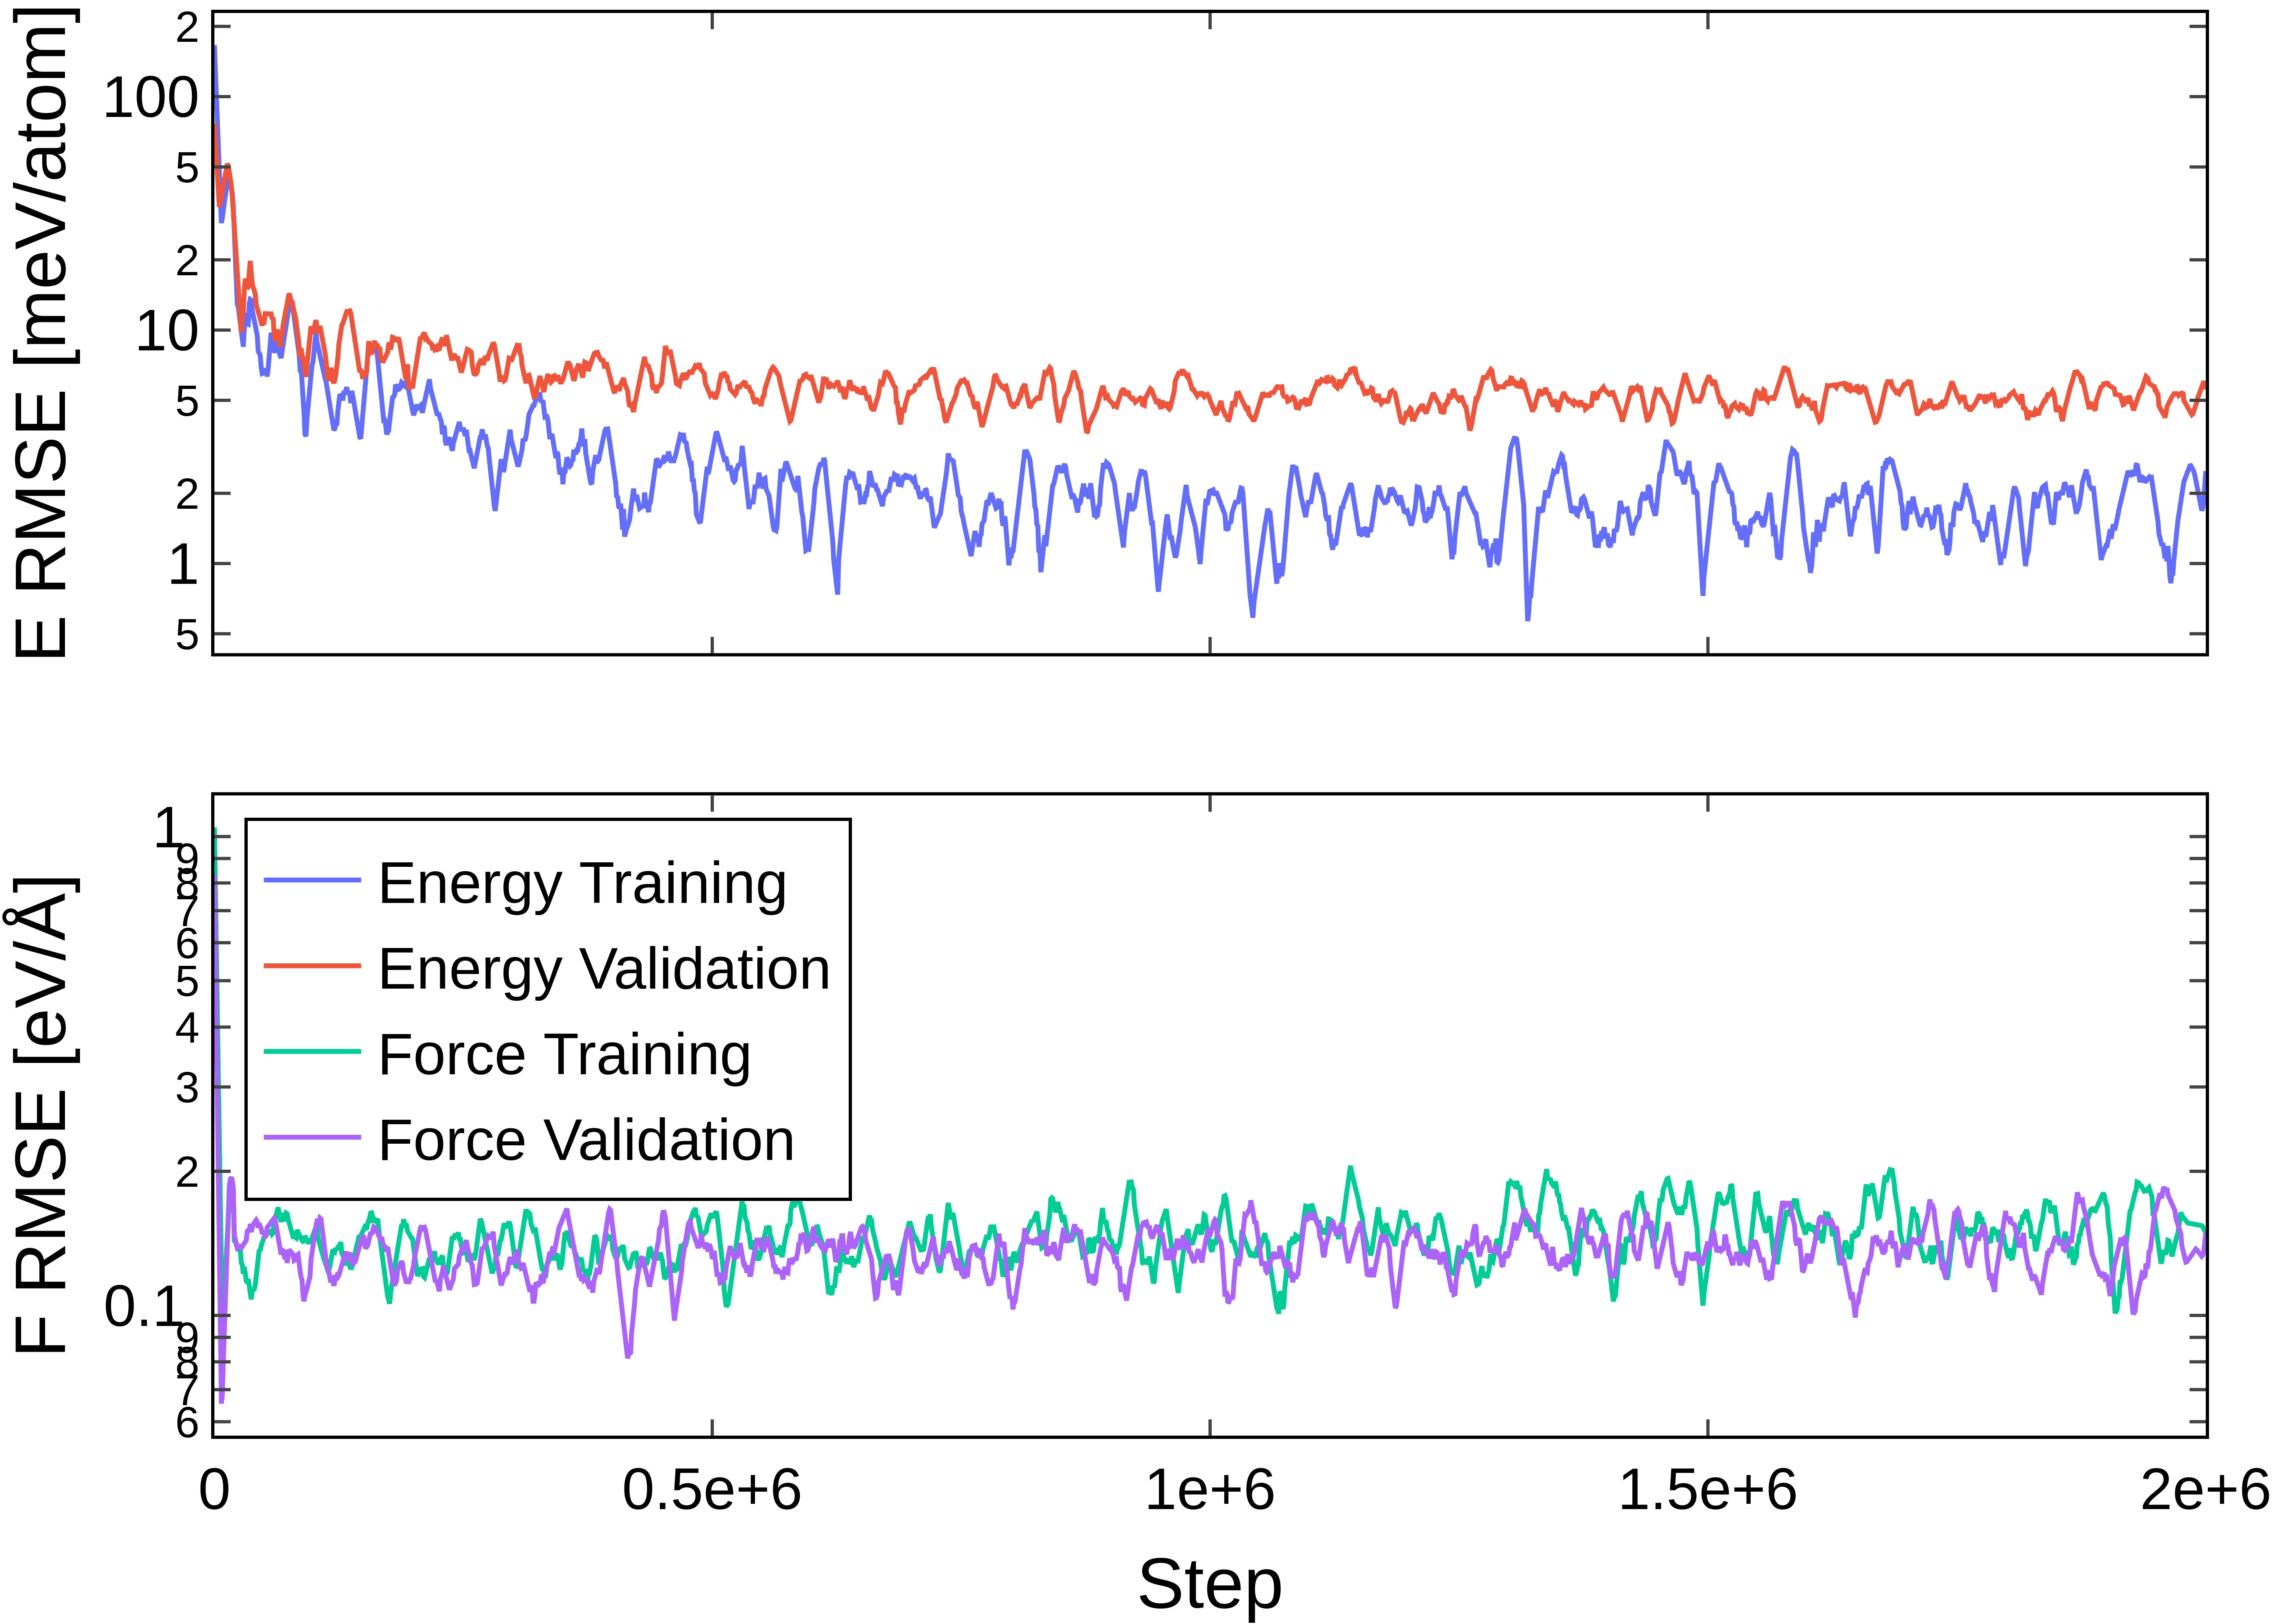 E RMSE [meV/atom]
2
100
5
2
10
5
2
1
5
F RMSE [eV/Å]
1
9
8
7
6
5
4
3
2
0.1
9
8
7
6
Energy Training
Energy Validation
Force Training
Force Validation
0 0.5e+6 1e+6 1.5e+6 2e+6
Step